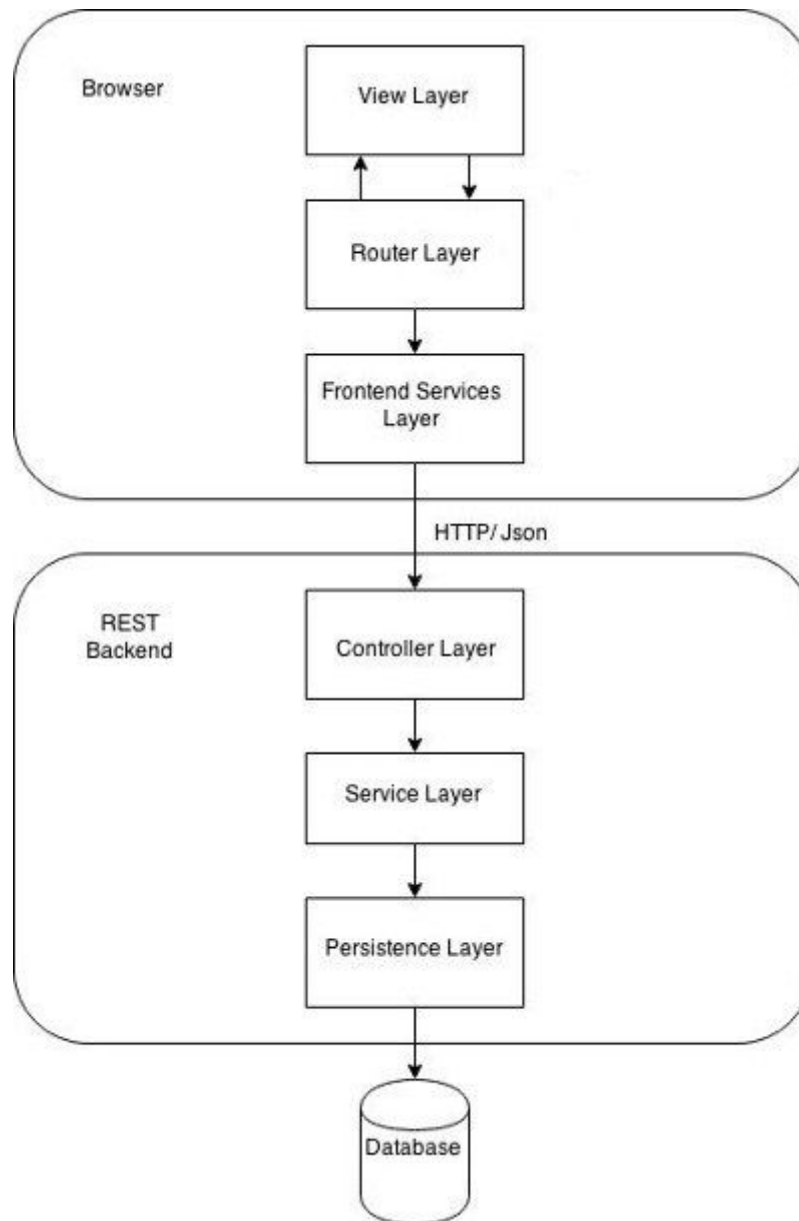 Browser
View Layer
Router Layer
Frontend Services
Layer
HTTP/ Json
REST
Backend
Controller Layer
Service Layer
Persistence Layer
Database